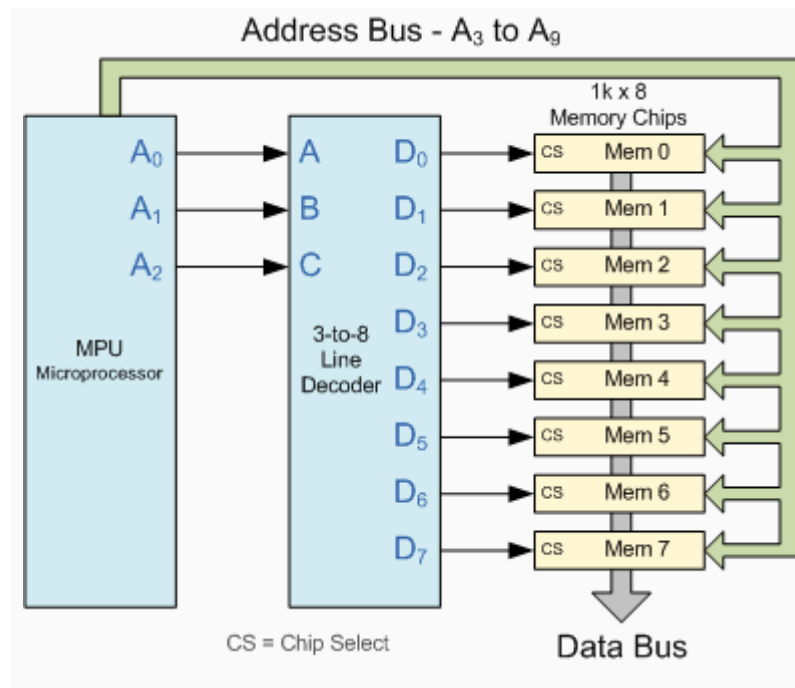 Address Bus - A₃ to A₉
1k x 8
Memory Chips
A₀ A D₀ CS Mem 0
A₁ B D₁ CS Mem 1
A₂ C D₂ CS Mem 2
D₃ CS Mem 3
MPU
Microprocessor
3-to-8
Line
Decoder
D₄ CS Mem 4
D₅ CS Mem 5
D₆ CS Mem 6
D₇ CS Mem 7
CS = Chip Select
Data Bus